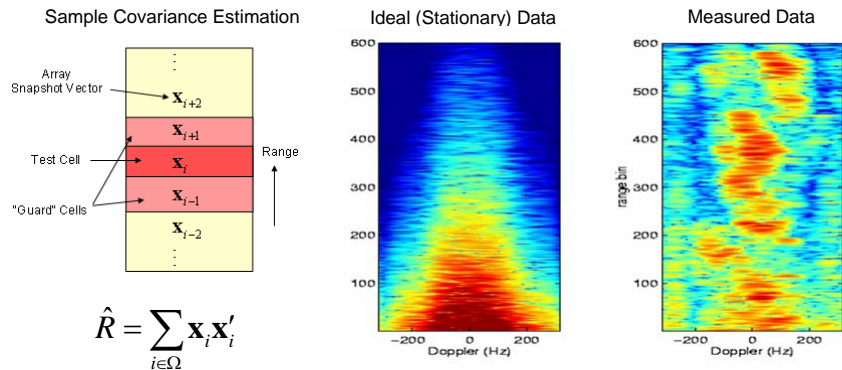 Sample Covariance Estimation
Array
Snapshot Vector
⋮
x_{i+2}
x_{i+1}
Test Cell
x_i
Range
"Guard" Cells
x_{i-1}
x_{i-2}
⋮
R̂ = ∑_{i∈Ω} x_i x_i′
Ideal (Stationary) Data
600
500
400
300
200
100
−200 0 200
Doppler (Hz)
Measured Data
600
500
400
range bin
300
200
100
−200 0 200
Doppler (Hz)